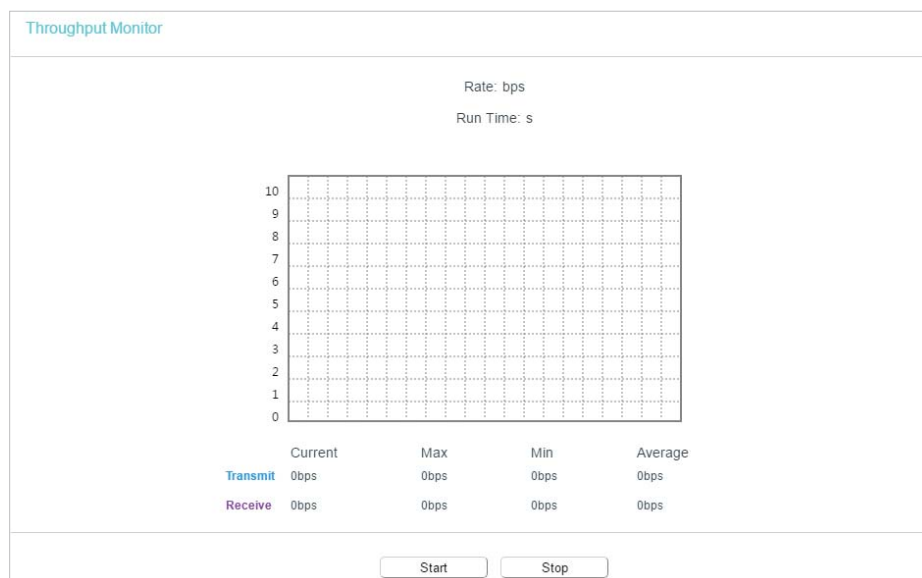 Throughput Monitor
Rate: bps
Run Time: s
10
9
8
7
6
5
4
3
2
1
0
Current Max Min Average
Transmit 0bps 0bps 0bps 0bps
Receive 0bps 0bps 0bps 0bps
Start Stop